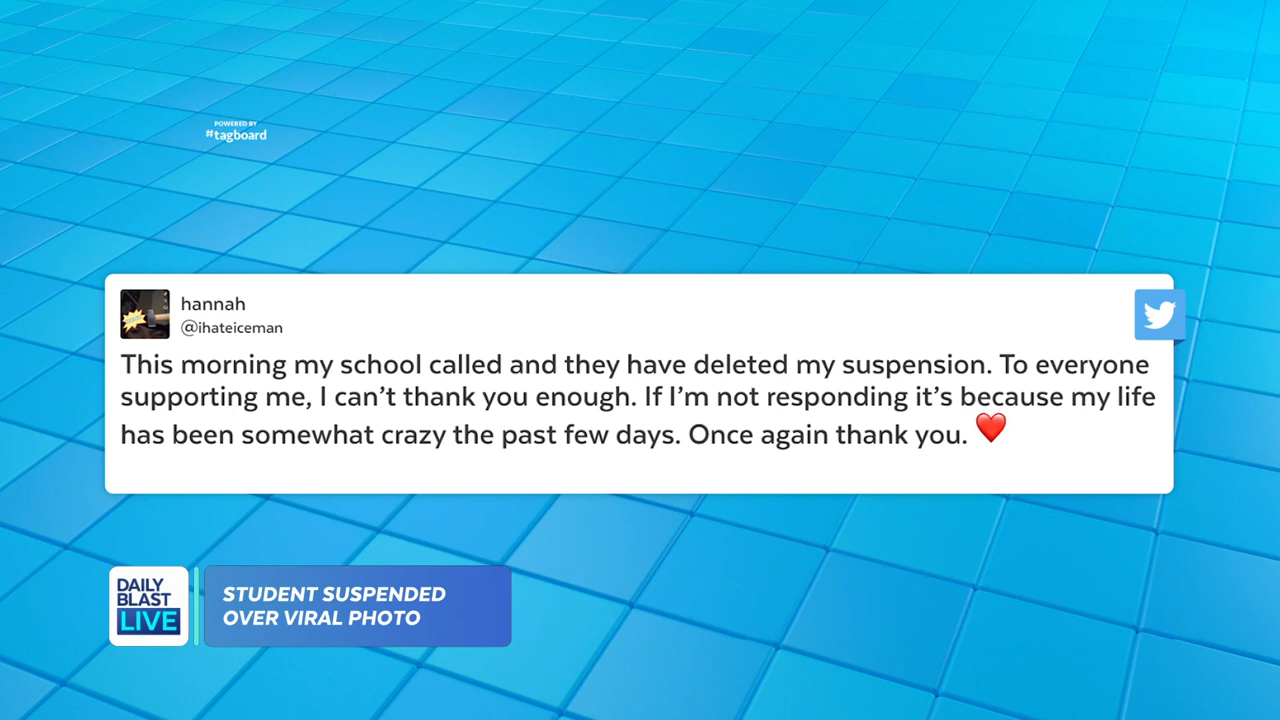 POWERED BY
#tagboard
hannah
@ihateiceman
This morning my school called and they have deleted my suspension. To everyone
supporting me, I can’t thank you enough. If I’m not responding it’s because my life
has been somewhat crazy the past few days. Once again thank you. ❤️
DAILY
BLAST
LIVE
STUDENT SUSPENDED
OVER VIRAL PHOTO